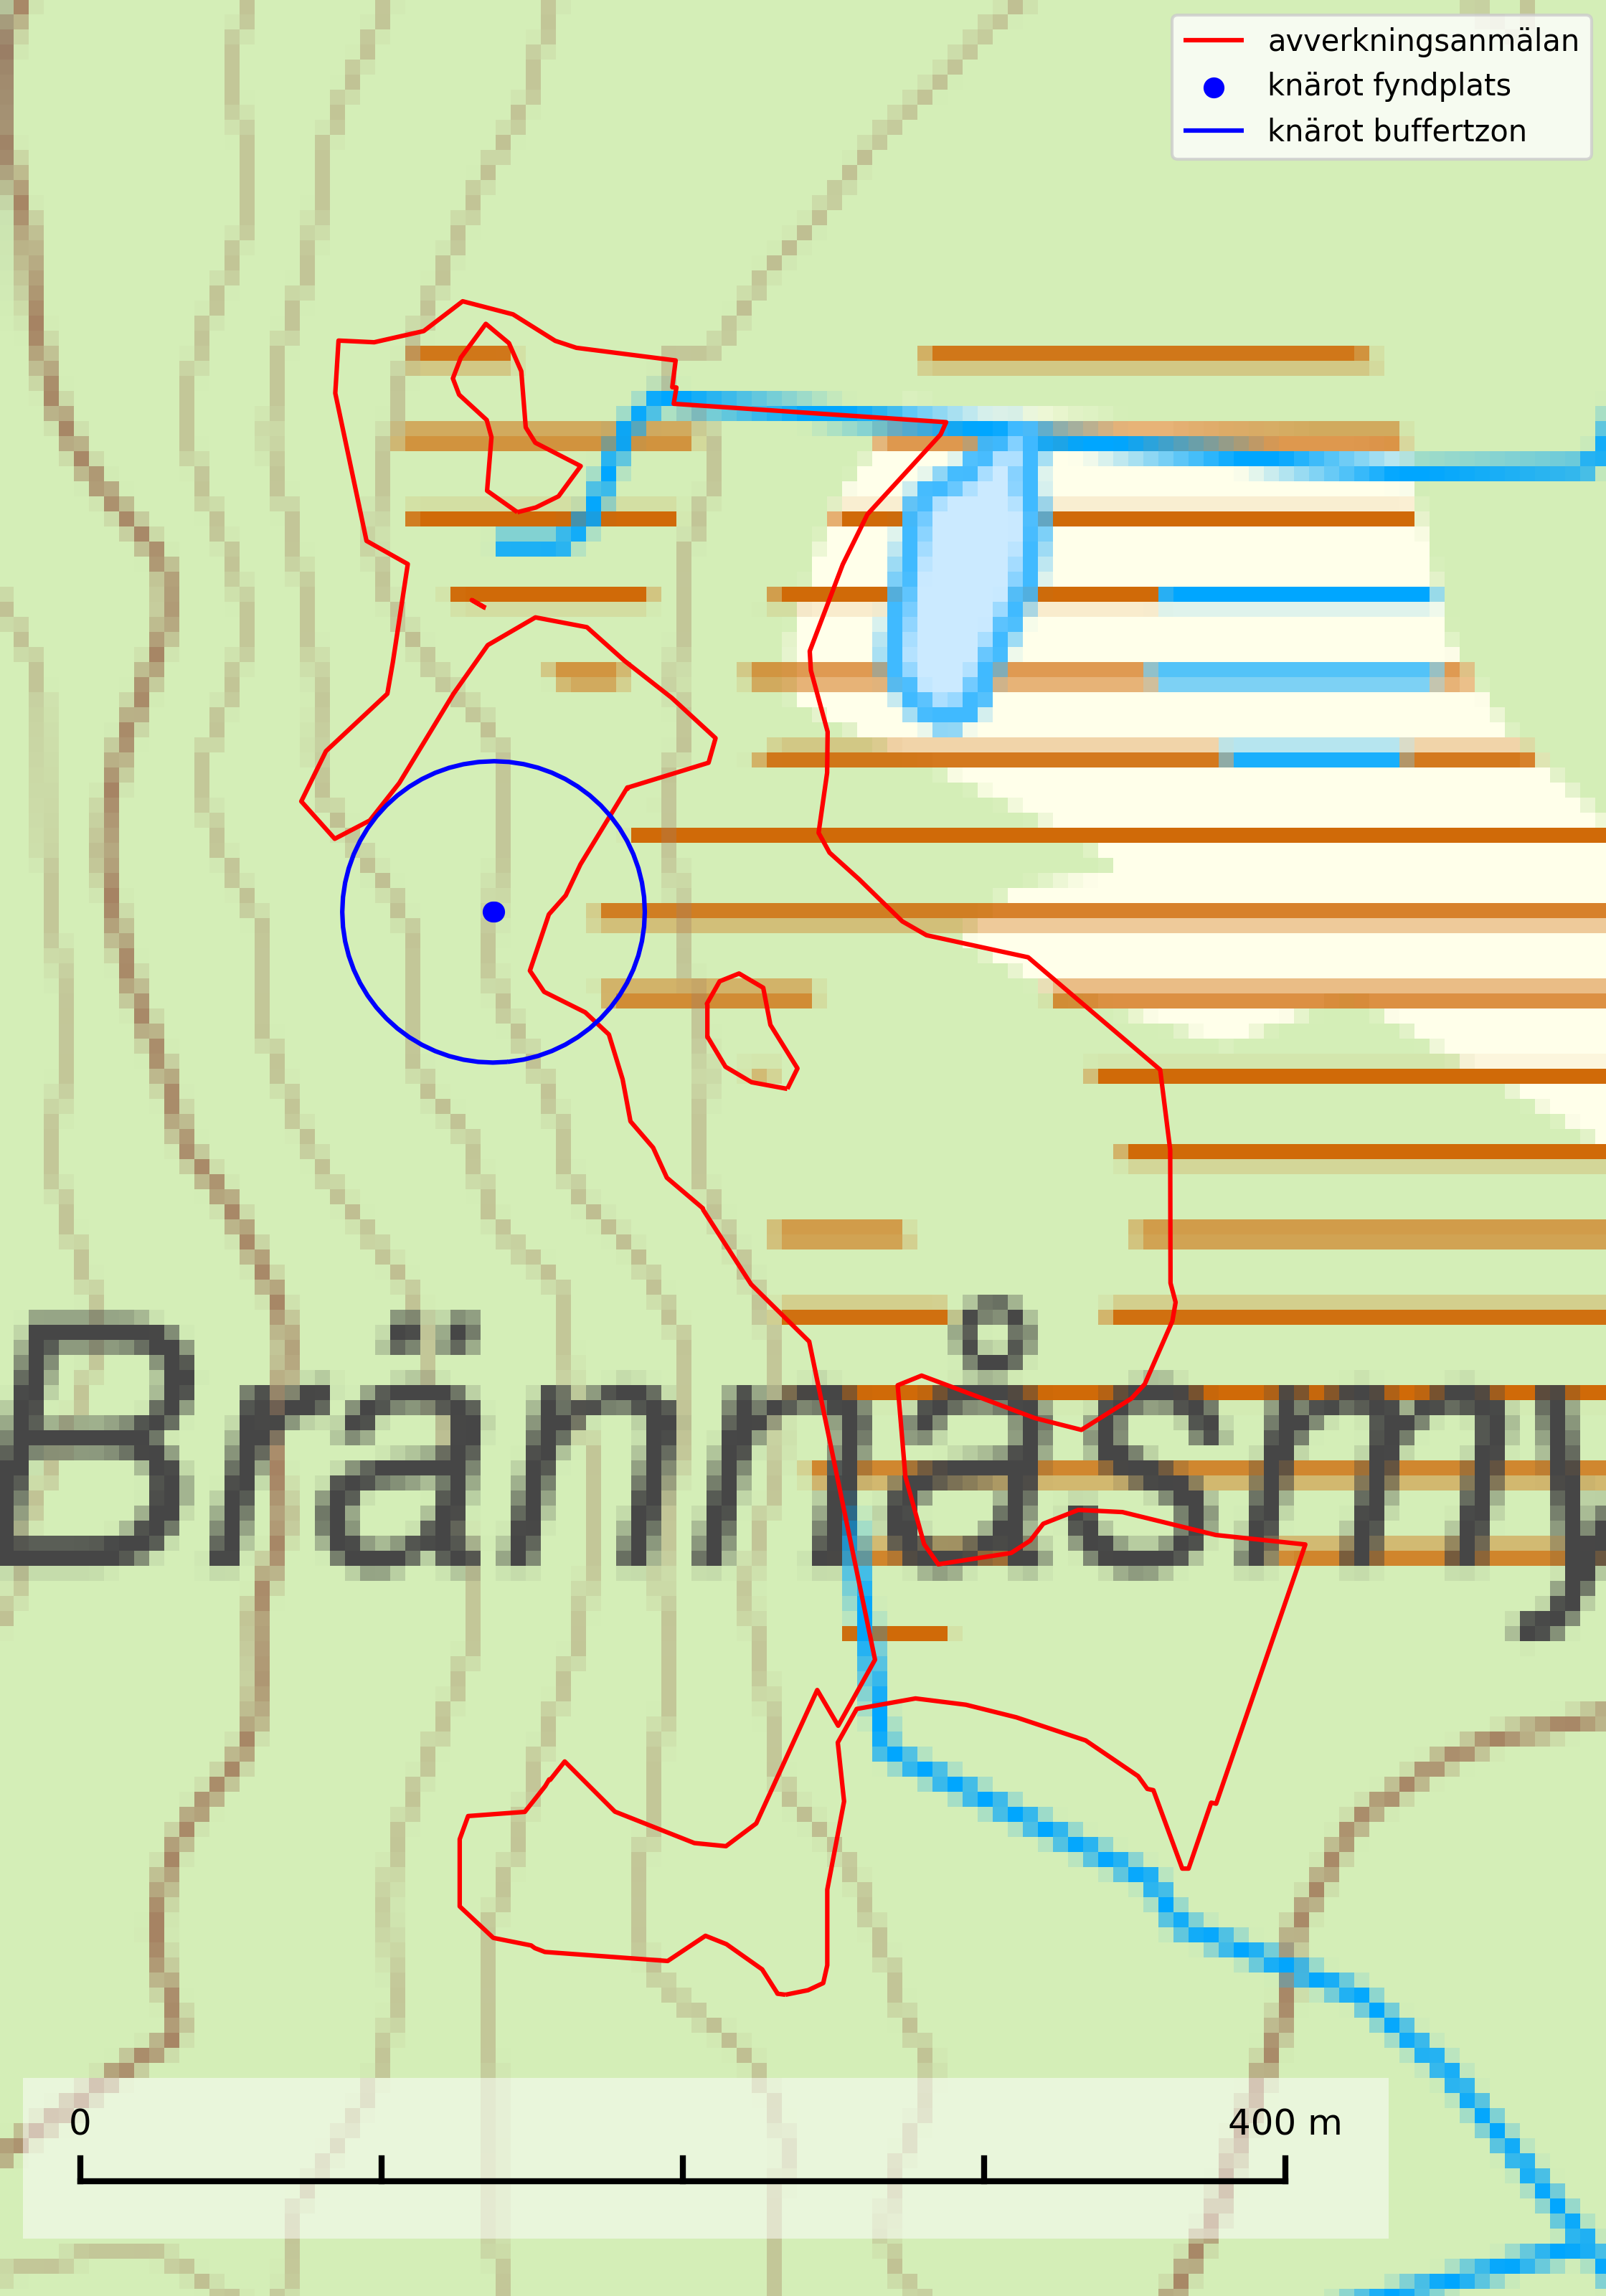 avverkningsanmälan
knärot fyndplats
knärot buffertzon
Brännåsmy
0 400 m